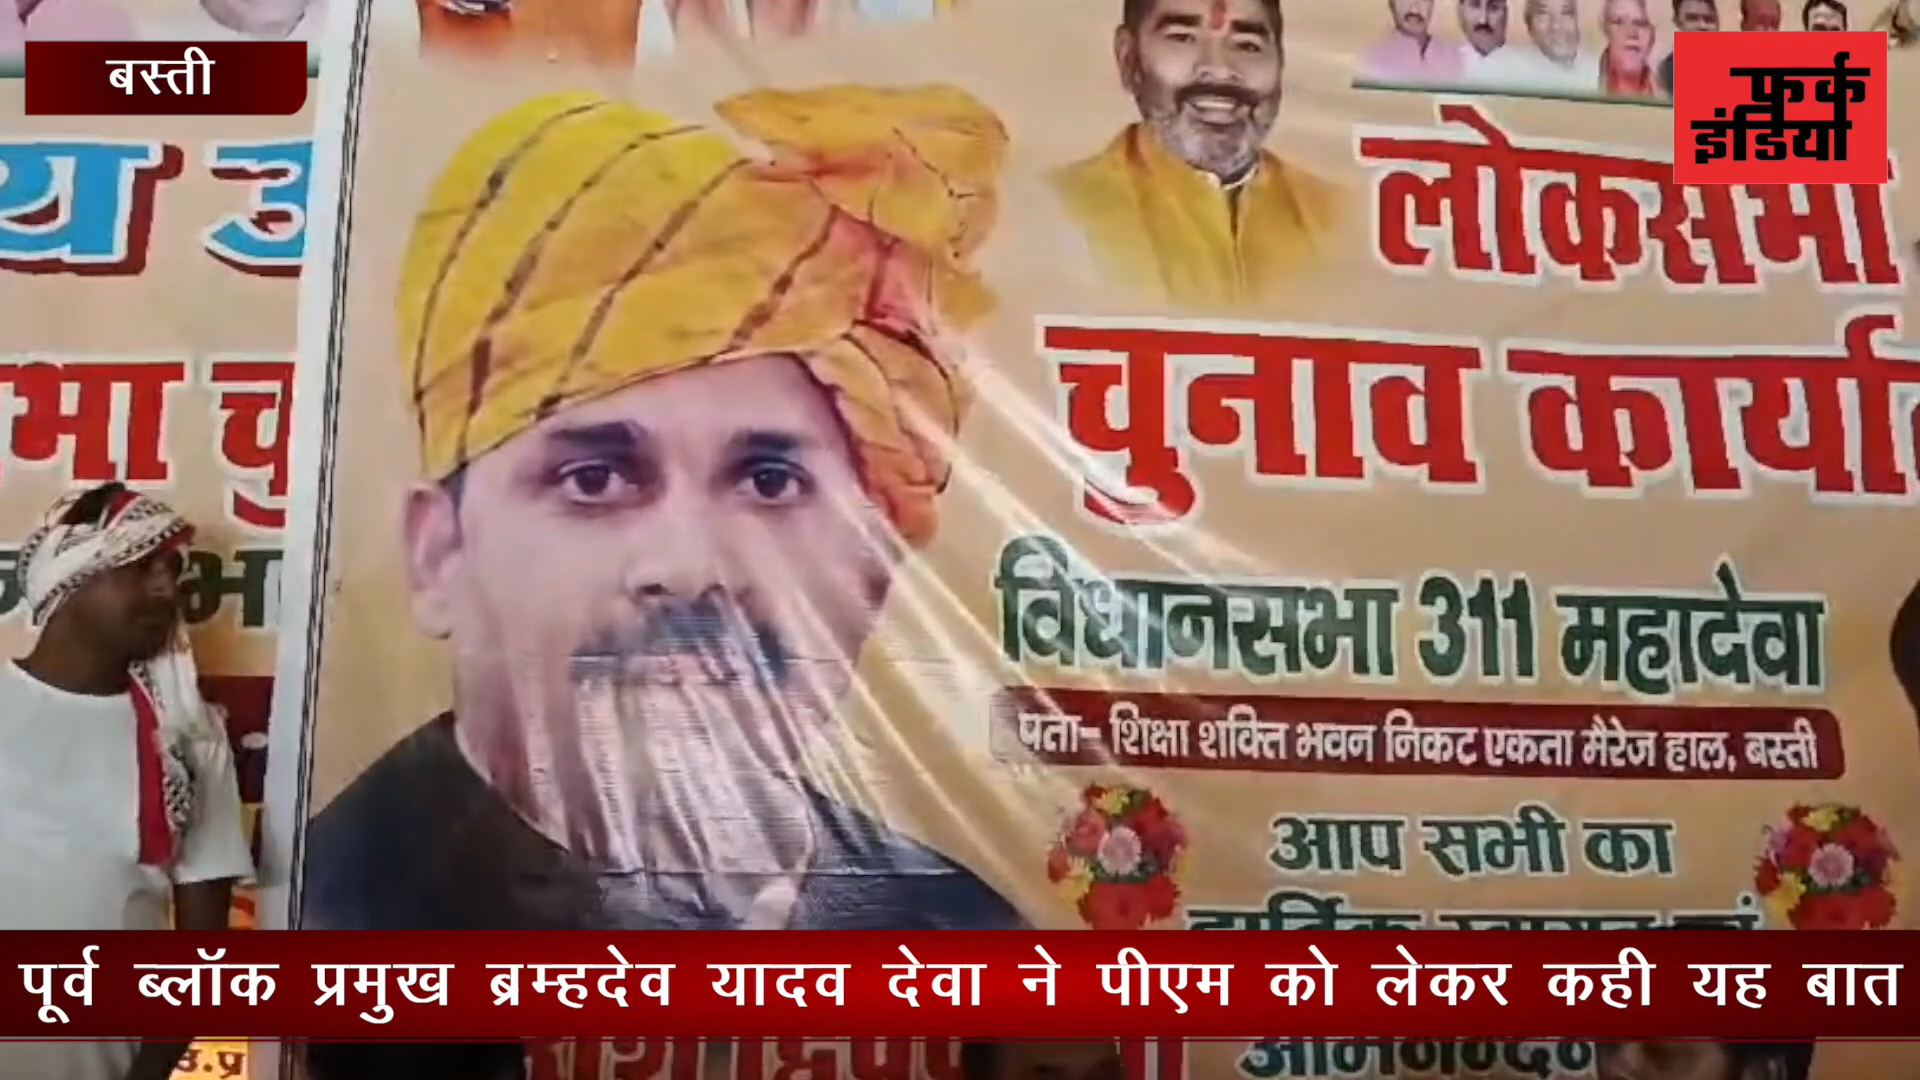 बस्ती
फर्क
इंडिया
लोकसभा
चुनाव
विधानसभा 311 महादेवा
पता- शिक्षा शक्ति भवन निकट एकता मैरेज हाल, बस्ती
आप सभी का
पूर्व ब्लॉक प्रमुख ब्रम्हदेव यादव देवा ने पीएम को लेकर कही यह बात
उ.प्र